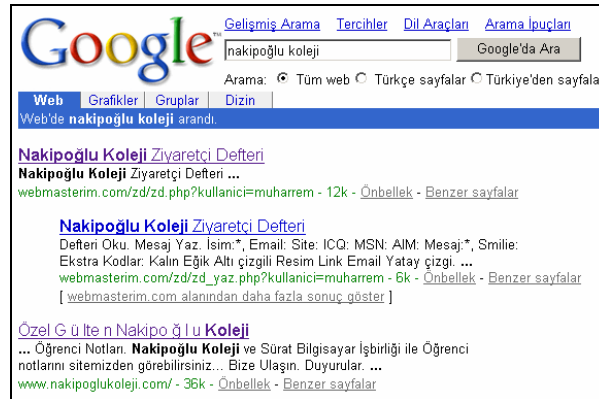 Google™
Gelişmiş Arama Tercihler Dil Araçları Arama İpuçları
nakipoğlu koleji Google'da Ara
Arama: Tüm web Türkçe sayfalar Türkiye'den sayfala
Web Grafikler Gruplar Dizin
Web'de nakipoğlu koleji arandı.
Nakipoğlu Koleji Ziyaretçi Defteri
Nakipoğlu Koleji Ziyaretçi Defteri ...
webmasterim.com/zd/zd.php?kullanici=muharrem - 12k - Önbellek - Benzer sayfalar
Nakipoğlu Koleji Ziyaretçi Defteri
Defteri Oku. Mesaj Yaz. İsim:*, Email: Site: ICQ: MSN: AIM: Mesaj:*, Smilie:
Ekstra Kodlar: Kalın Eğik Altı çizgili Resim Link Email Yatay çizgi. ...
webmasterim.com/zd/zd_yaz.php?kullanici=muharrem - 6k - Önbellek - Benzer sayfalar
[ webmasterim.com alanından daha fazla sonuç göster ]
Özel G ü lte n Nakipo ğ l u Koleji
... Öğrenci Notları. Nakipoğlu Koleji ve Sürat Bilgisayar İşbirliği ile Öğrenci
notlarını sitemizden görebilirsiniz... Bize Ulaşın. Duyurular. ...
www.nakipoglukoleji.com/ - 36k - Önbellek - Benzer sayfalar